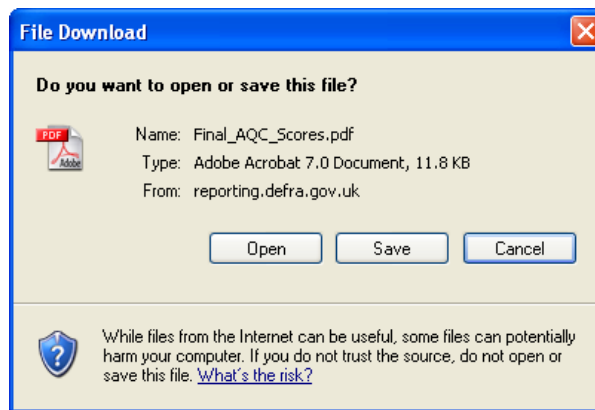 File Download
Do you want to open or save this file?
PDF
Adobe
Name: Final_AQC_Scores.pdf
Type: Adobe Acrobat 7.0 Document, 11.8 KB
From: reporting.defra.gov.uk
Open Save Cancel
?
While files from the Internet can be useful, some files can potentially
harm your computer. If you do not trust the source, do not open or
save this file. What's the risk?